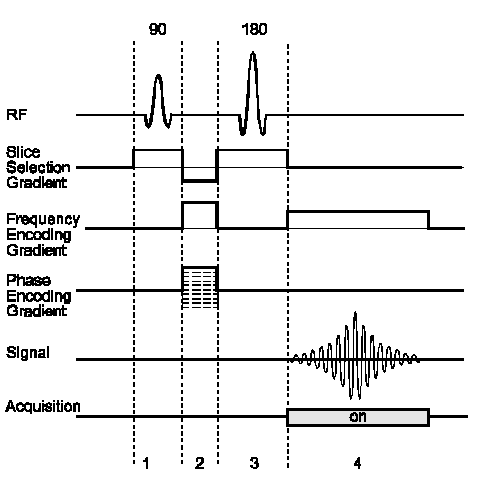 90 180
RF
Slice
Selection
Gradient
Frequency
Encoding
Gradient
Phase
Encoding
Gradient
Signal
Acquisition on
1 2 3 4